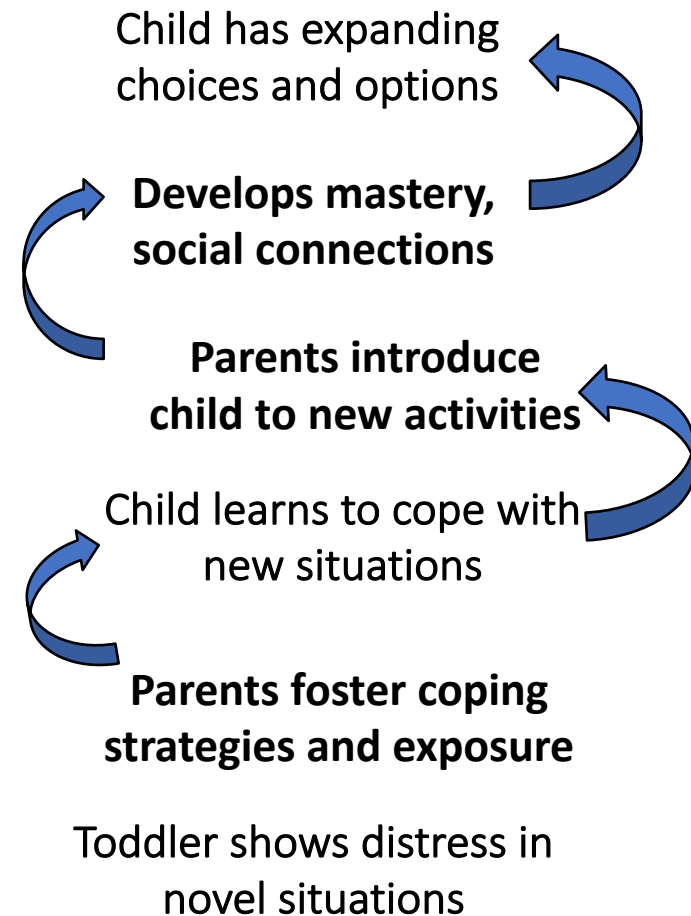 Child has expanding
choices and options
Develops mastery,
social connections
Parents introduce
child to new activities
Child learns to cope with
new situations
Parents foster coping
strategies and exposure
Toddler shows distress in
novel situations